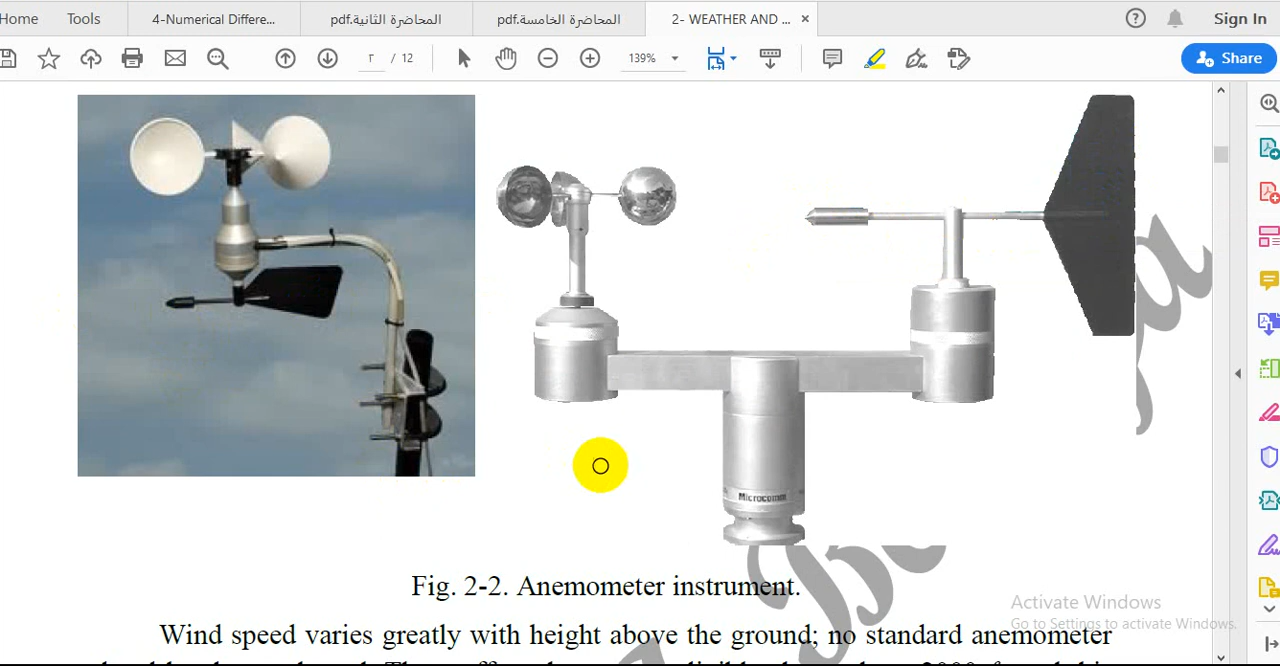 Home Tools 4-Numerical Differe... المحاضرة الثانية.pdf المحاضرة الخامسة.pdf 2- WEATHER AND ... × Sign In
٢ / 12 139% Share
Microcomm
Fig. 2-2. Anemometer instrument.
Activate Windows
Wind speed varies greatly with height above the ground; no standard anemometer
Go to Settings to activate Windows.